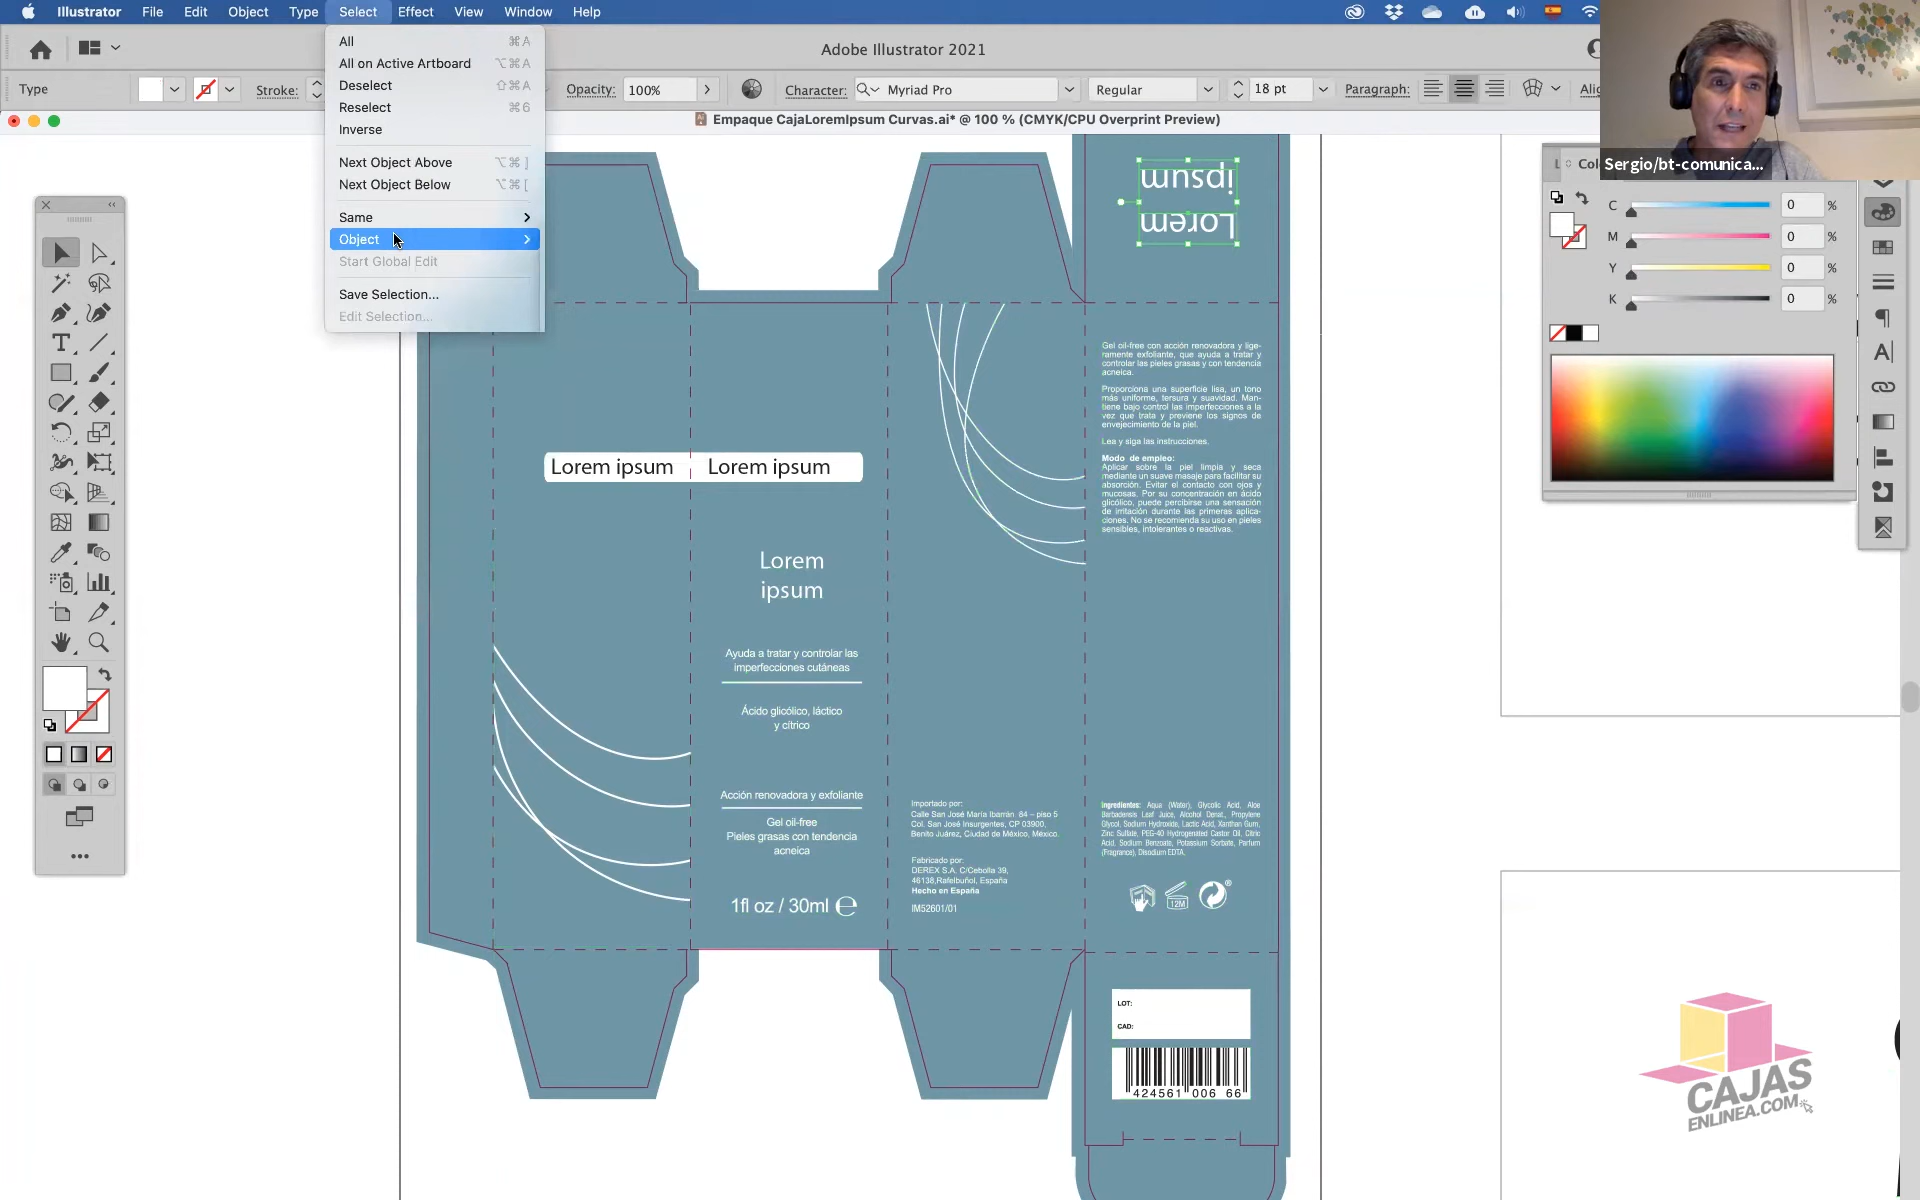 Illustrator File Edit Object Type Select Effect View Window Help
Adobe Illustrator 2021
Type Stroke: Opacity: 100% Character: Myriad Pro Regular 18 pt Paragraph:
Empaque CajaLoremIpsum Curvas.ai* @ 100 % (CMYK/CPU Overprint Preview)
Sergio/bt-comunica...
All ⌘A
All on Active Artboard ⌥⌘A
Deselect ⇧⌘A
Reselect ⌘6
Inverse
Next Object Above ⌥⌘]
Next Object Below ⌥⌘[
Same
Object
Start Global Edit
Save Selection...
Edit Selection...
Lorem
ipsum
C 0 %
M 0 %
Y 0 %
K 0 %
Lorem ipsum Lorem ipsum
Lorem
ipsum
Ayuda a tratar y controlar las
imperfecciones cutáneas
Ácido glicólico, láctico
y cítrico
Acción renovadora y exfoliante
Gel oil-free
Pieles grasas con tendencia
acneica
1fl oz / 30ml ℮
Importado por:
Calle San José María Ibarrán 84 – piso 5
Col. San José Insurgentes, CP 03900,
Benito Juárez, Ciudad de México, México.
Fabricado por:
DEREX S.A. C/Cebolla 39,
46138,Rafelbuñol, España
Hecho en España
IM52601/01
Gel oil-free con acción renovadora y lige-
ramente exfoliante, que ayuda a tratar y
controlar las pieles grasas y con tendencia
acneica.
Proporciona una superficie lisa, un tono
más uniforme, tersura y suavidad. Man-
tiene bajo control las imperfecciones a la
vez que trata y previene los signos de
envejecimiento de la piel.
Lea y siga las instrucciones.
Modo de empleo:
Aplicar sobre la piel limpia y seca
mediante un suave masaje para facilitar su
absorción. Evitar el contacto con ojos y
mucosas. Por su concentración en ácido
glicólico, puede percibirse una sensación
de irritación durante las primeras aplica-
ciones. No se recomienda su uso en pieles
sensibles, intolerantes o reactivas.
Ingredientes: Aqua (Water), Glycolic Acid, Aloe
Barbadensis Leaf Juice, Alcohol Denat., Propylene
Glycol, Sodium Hydroxide, Lactic Acid, Xanthan Gum,
Zinc Sulfate, PEG-40 Hydrogenated Castor Oil, Citric
Acid, Sodium Benzoate, Potassium Sorbate, Parfum
(Fragrance), Disodium EDTA.
12M
LOT:
CAD:
424561 006 66
CAJAS
ENLINEA.COM